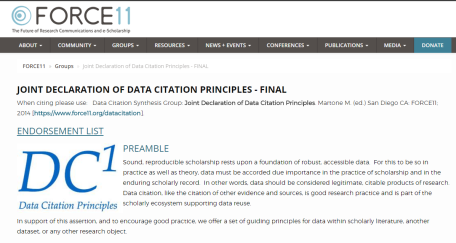 FORCE11
The Future of Research Communications and e-Scholarship
ABOUT COMMUNITY GROUPS RESOURCES NEWS + EVENTS CONFERENCES PUBLICATIONS MEDIA DONATE
FORCE11 » Groups » Joint Declaration of Data Citation Principles - FINAL
JOINT DECLARATION OF DATA CITATION PRINCIPLES - FINAL
When citing please use: Data Citation Synthesis Group: Joint Declaration of Data Citation Principles. Martone M. (ed.) San Diego CA: FORCE11;
2014 [https://www.force11.org/datacitation].
ENDORSEMENT LIST
DC1
Data Citation Principles
PREAMBLE
Sound, reproducible scholarship rests upon a foundation of robust, accessible data. For this to be so in
practice as well as theory, data must be accorded due importance in the practice of scholarship and in the
enduring scholarly record. In other words, data should be considered legitimate, citable products of research.
Data citation, like the citation of other evidence and sources, is good research practice and is part of the
scholarly ecosystem supporting data reuse.
In support of this assertion, and to encourage good practice, we offer a set of guiding principles for data within scholarly literature, another
dataset, or any other research object.